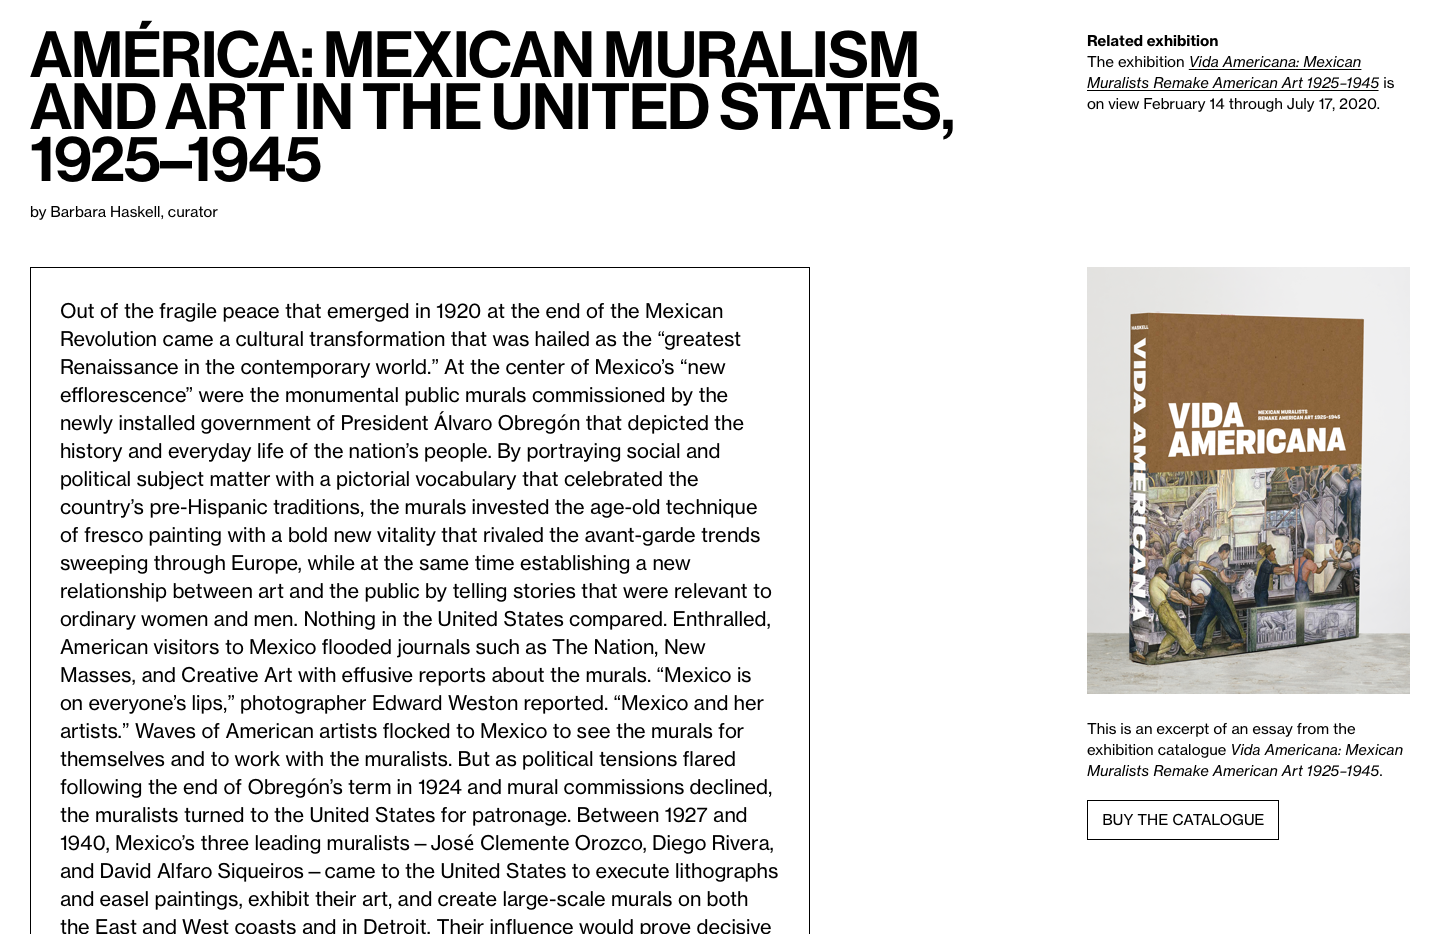 AMÉRICA: MEXICAN MURALISM
AND ART IN THE UNITED STATES,
1925–1945
by Barbara Haskell, curator
Related exhibition
The exhibition Vida Americana: Mexican
Muralists Remake American Art 1925–1945 is
on view February 14 through July 17, 2020.
Out of the fragile peace that emerged in 1920 at the end of the Mexican
Revolution came a cultural transformation that was hailed as the “greatest
Renaissance in the contemporary world.” At the center of Mexico’s “new
efflorescence” were the monumental public murals commissioned by the
newly installed government of President Álvaro Obregón that depicted the
history and everyday life of the nation’s people. By portraying social and
political subject matter with a pictorial vocabulary that celebrated the
country’s pre-Hispanic traditions, the murals invested the age-old technique
of fresco painting with a bold new vitality that rivaled the avant-garde trends
sweeping through Europe, while at the same time establishing a new
relationship between art and the public by telling stories that were relevant to
ordinary women and men. Nothing in the United States compared. Enthralled,
American visitors to Mexico flooded journals such as The Nation, New
Masses, and Creative Art with effusive reports about the murals. “Mexico is
on everyone’s lips,” photographer Edward Weston reported. “Mexico and her
artists.” Waves of American artists flocked to Mexico to see the murals for
themselves and to work with the muralists. But as political tensions flared
following the end of Obregón’s term in 1924 and mural commissions declined,
the muralists turned to the United States for patronage. Between 1927 and
1940, Mexico’s three leading muralists — José Clemente Orozco, Diego Rivera,
and David Alfaro Siqueiros — came to the United States to execute lithographs
and easel paintings, exhibit their art, and create large-scale murals on both
the East and West coasts and in Detroit. Their influence would prove decisive
HASKELL
VIDA AMERICANA
VIDA
AMERICANA
MEXICAN MURALISTS
REMAKE AMERICAN ART 1925–1945
This is an excerpt of an essay from the
exhibition catalogue Vida Americana: Mexican
Muralists Remake American Art 1925–1945.
BUY THE CATALOGUE